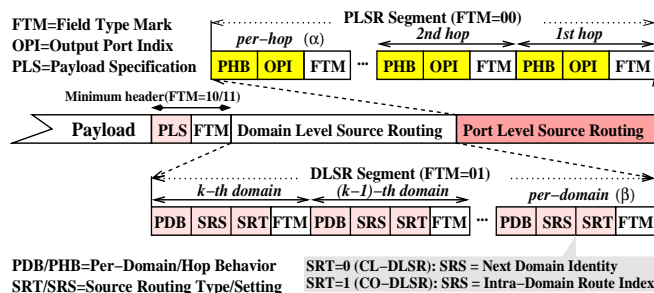 FTM=Field Type Mark
OPI=Output Port Indix
PLS=Payload Specification
PLSR Segment (FTM=00)
per-hop (α) 2nd hop 1st hop
PHB OPI FTM ... PHB OPI FTM PHB OPI FTM
Minimum header(FTM=10/11)
Payload PLS FTM Domain Level Source Routing Port Level Source Routing
DLSR Segment (FTM=01)
k-th domain (k-1)-th domain per-domain (β)
PDB SRS SRT FTM PDB SRS SRT FTM ... PDB SRS SRT FTM
PDB/PHB=Per-Domain/Hop Behavior
SRT/SRS=Source Routing Type/Setting
SRT=0 (CL-DLSR): SRS = Next Domain Identity
SRT=1 (CO-DLSR): SRS = Intra-Domain Route Index